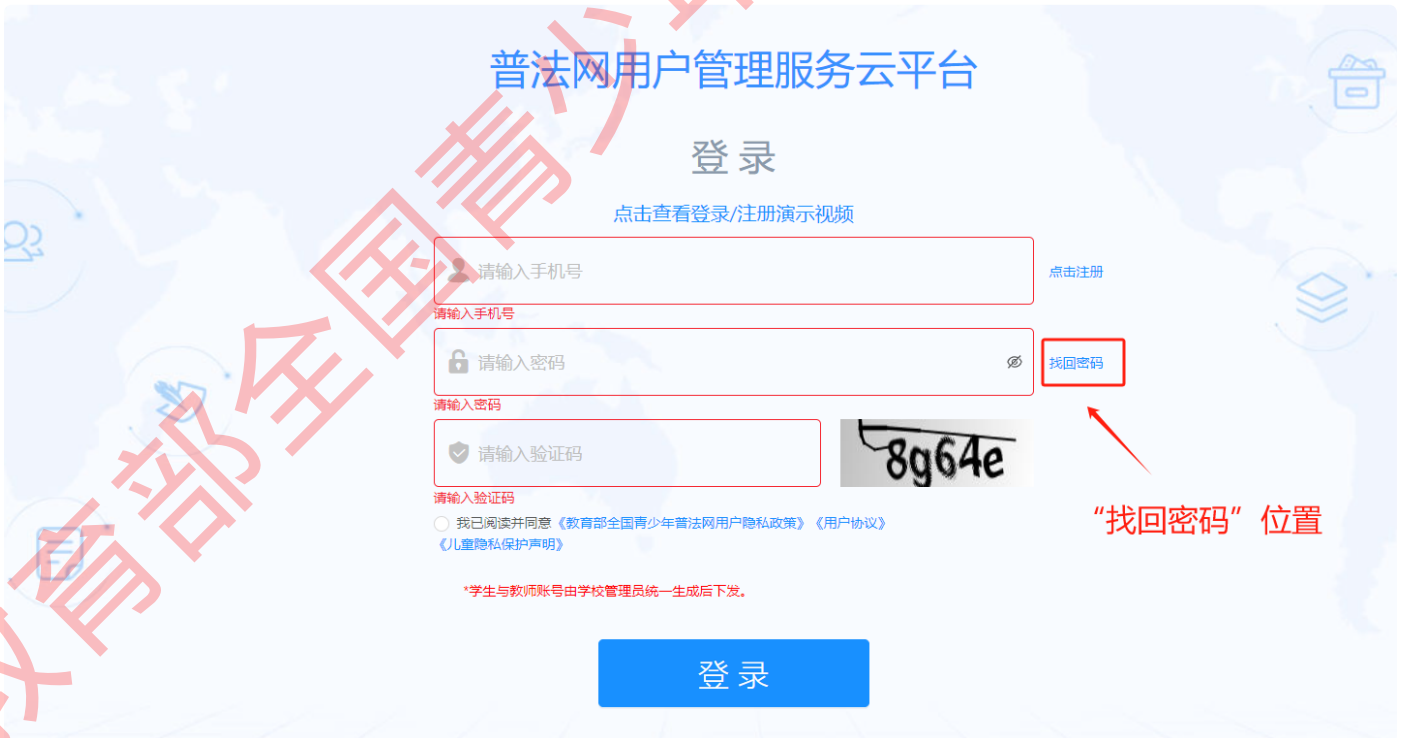 普法网用户管理服务云平台
登录
点击查看登录/注册演示视频
请输入手机号
点击注册
请输入手机号
请输入密码
找回密码
请输入密码
请输入验证码
8g64e
请输入验证码
我已阅读并同意《教育部全国青少年普法网用户隐私政策》《用户协议》
《儿童隐私保护声明》
“找回密码”位置
*学生与教师账号由学校管理员统一生成后下发。
登录
教育部全国青少年